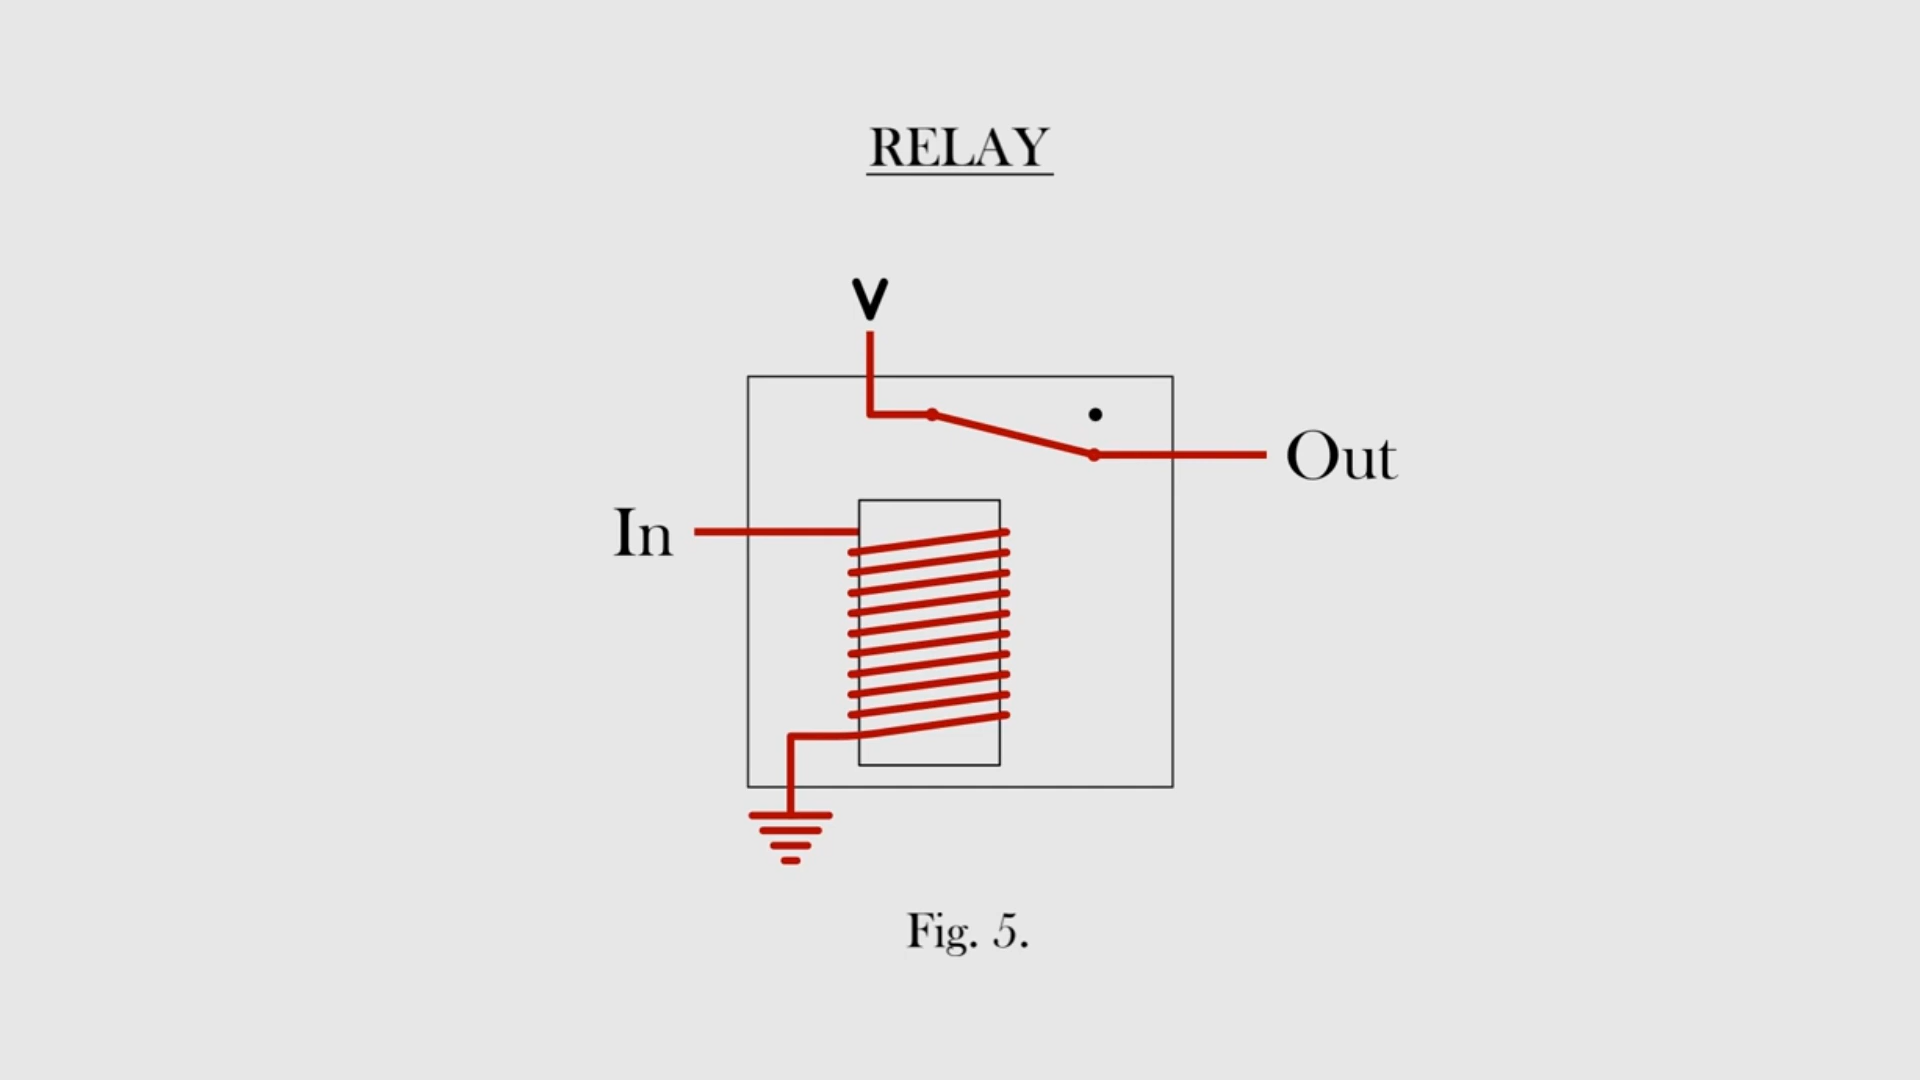 RELAY
V
Out
In
Fig. 5.